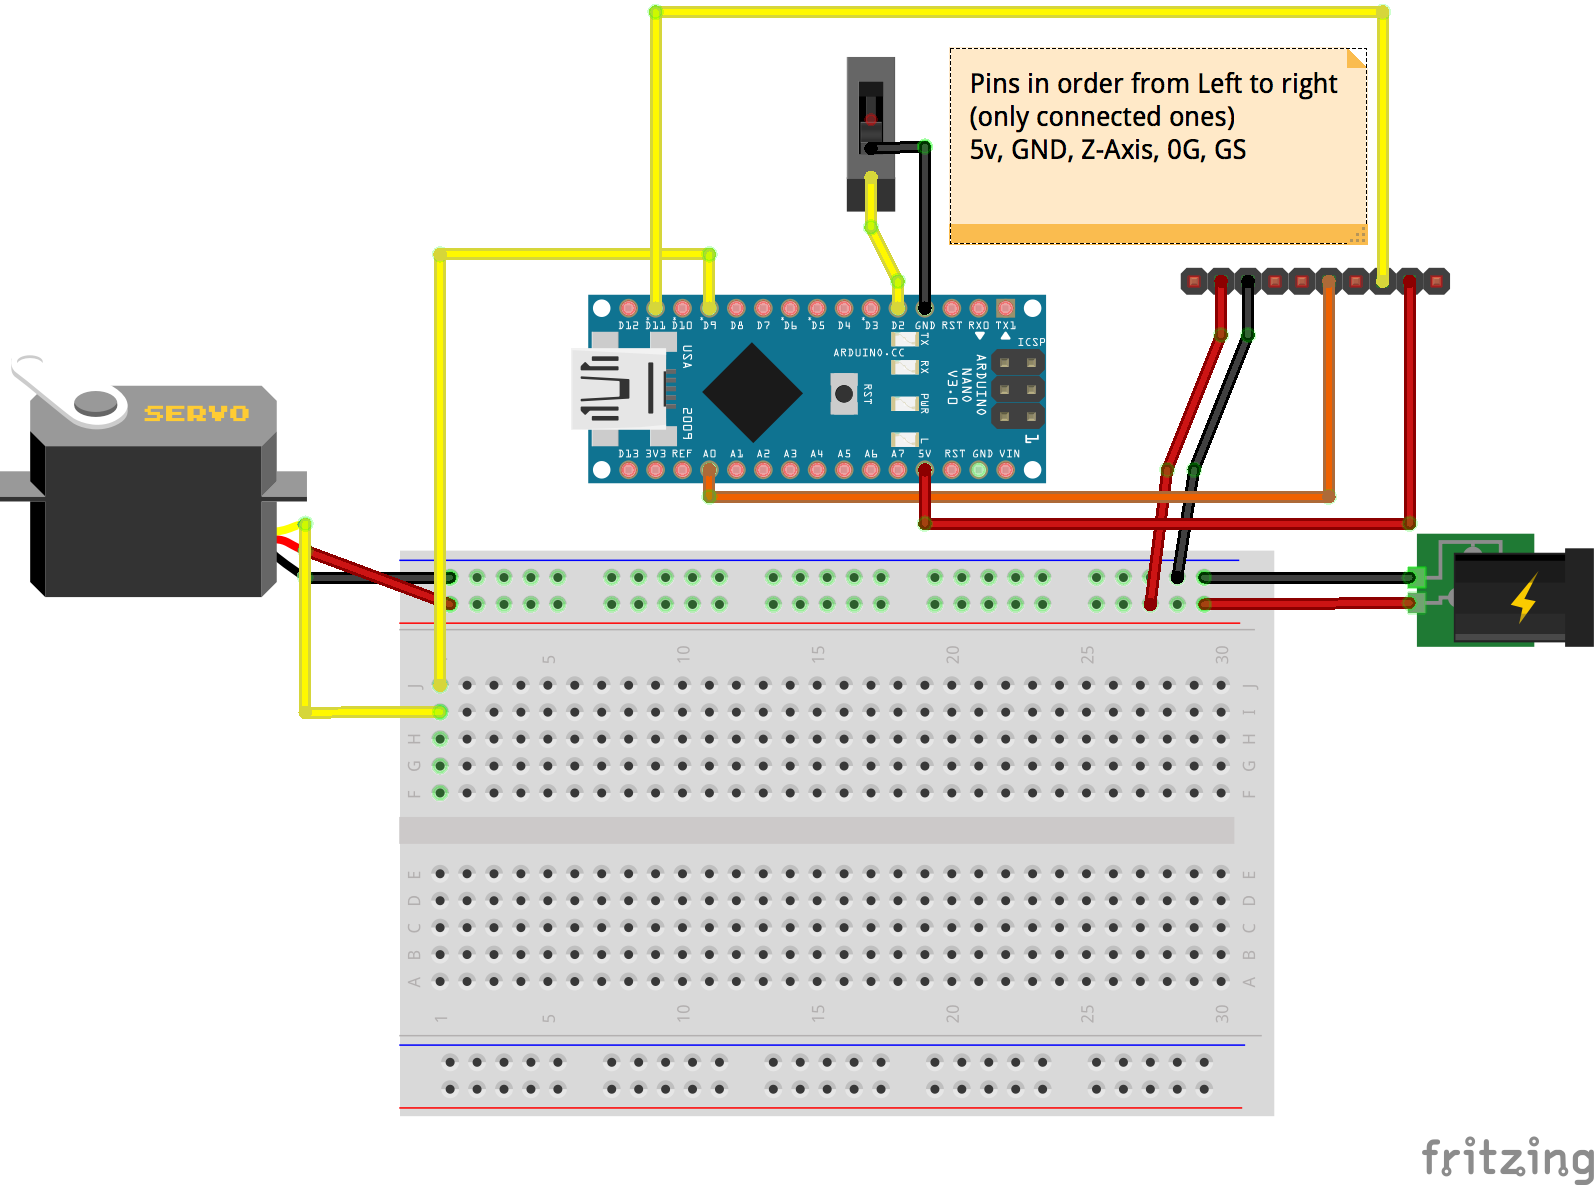 Pins in order from Left to right
(only connected ones)
5v, GND, Z-Axis, 0G, GS
D12 D11 D10 D9 D8 D7 D6 D5 D4 D3 D2 GND RST RX0 TX1
USA
ARDUINO.CC
TX
RX
PWR
L
RST
ARDUINO
NANO
V3.0
ICSP
1
2009
D13 3V3 REF A0 A1 A2 A3 A4 A5 A6 A7 5V RST GND VIN
SERVO
5 10 15 20 25 30
J J
I I
H H
G G
F F
E E
D D
C C
B B
A A
1 5 10 15 20 25 30
fritzing